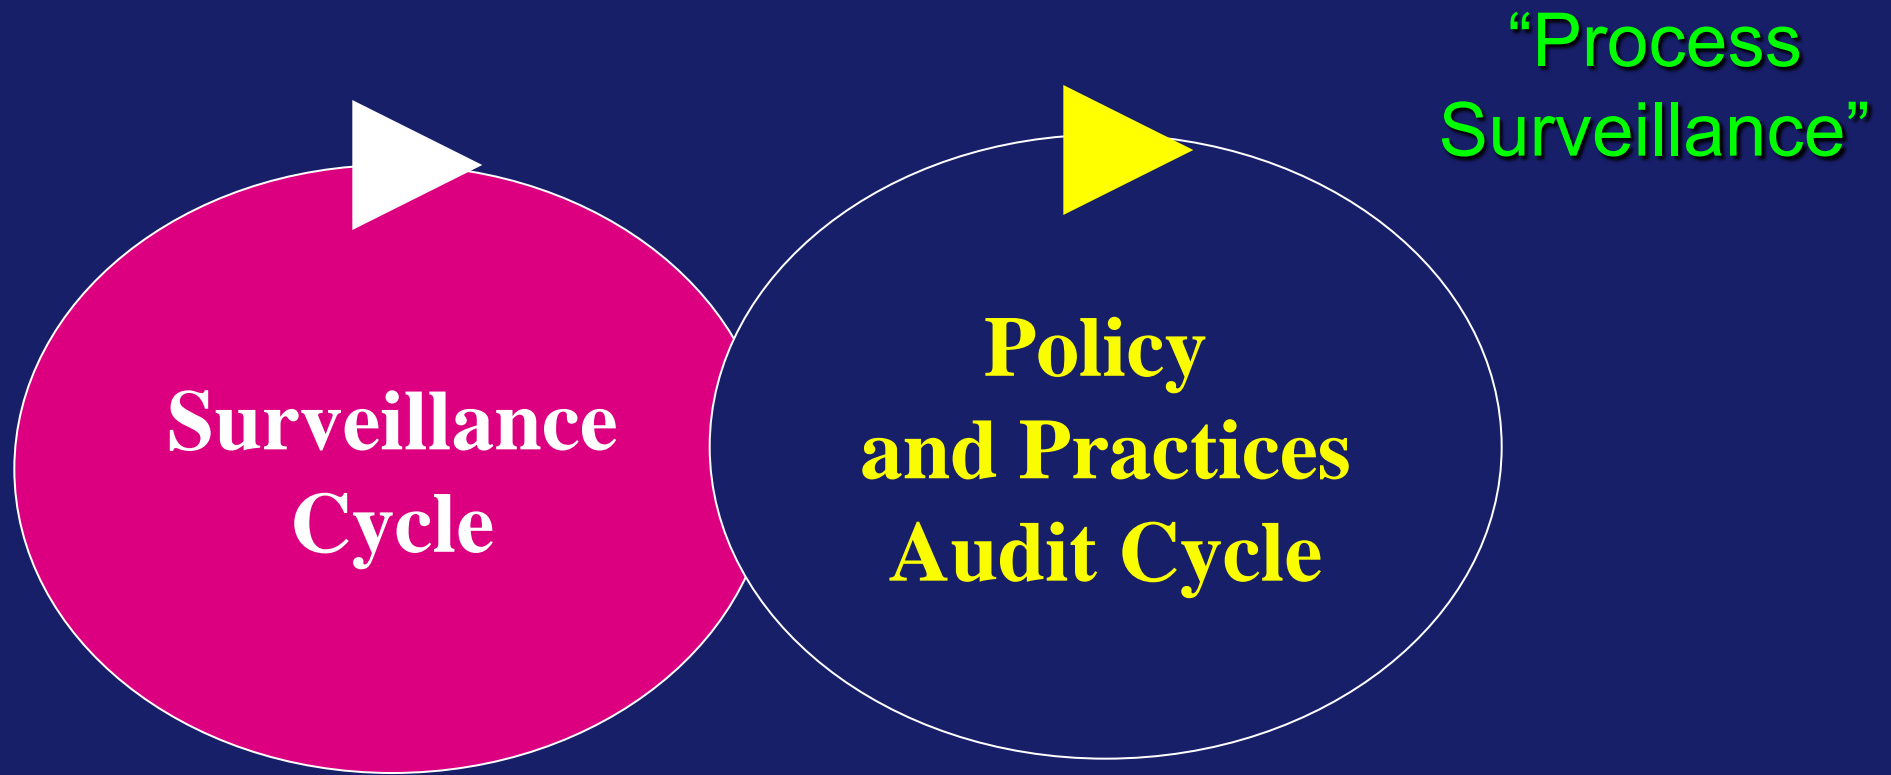 “Process
Surveillance”
Surveillance
Cycle
Policy
and Practices
Audit Cycle